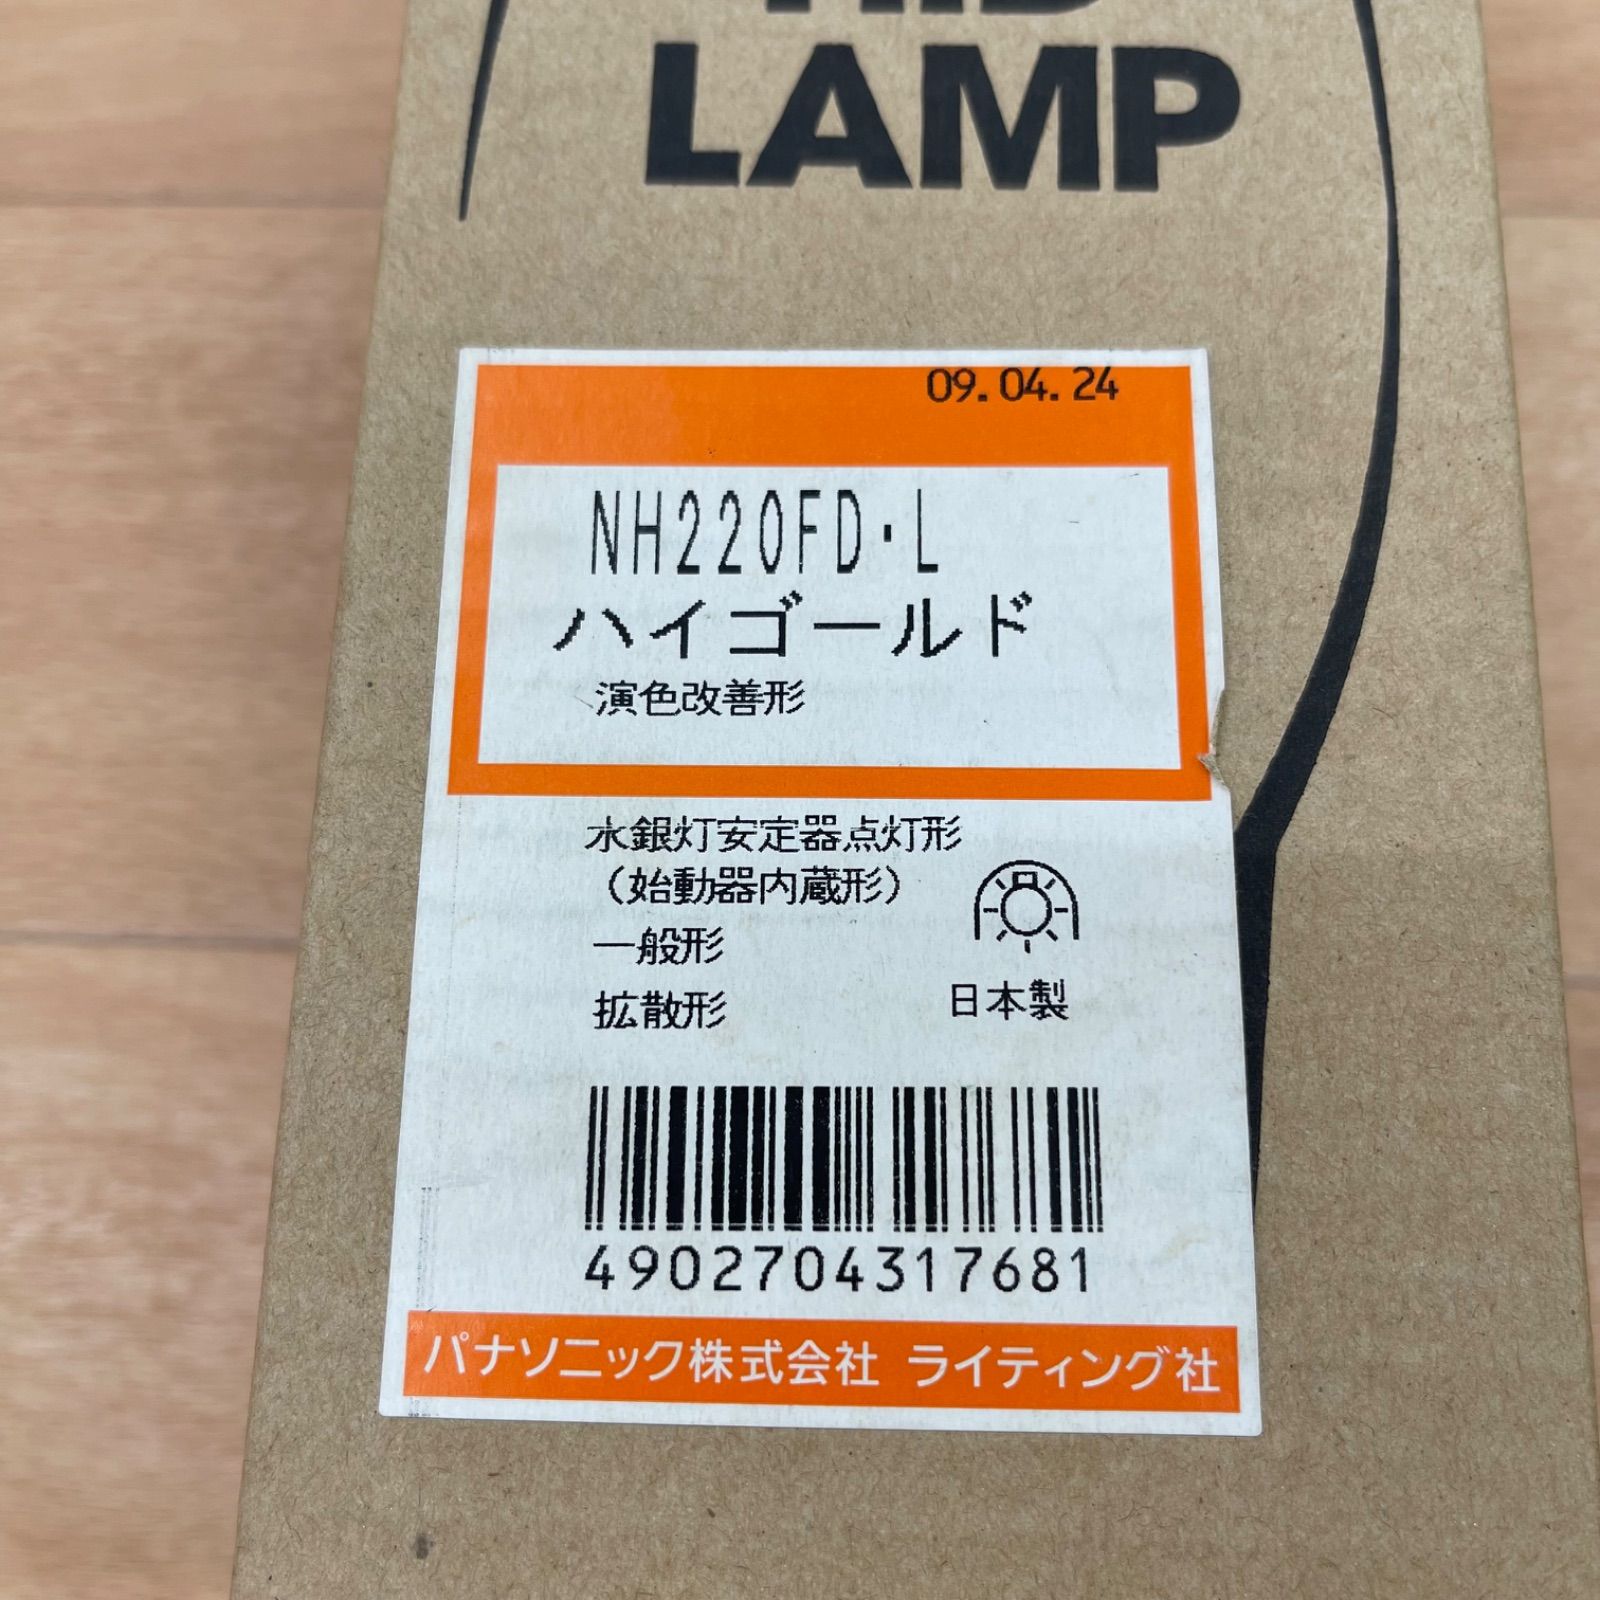 LAMP
09.04.24
NH220FD・L
ハイゴールド
演色改善形
水銀灯安定器点灯形
(始動器内蔵形)
一般形
拡散形
日本製
4902704317681
パナソニック株式会社 ライティング社